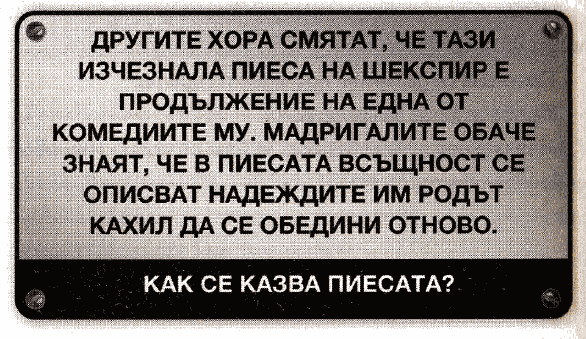 ДРУГИТЕ ХОРА СМЯТАТ, ЧЕ ТАЗИ
ИЗЧЕЗНАЛА ПИЕСА НА ШЕКСПИР Е
ПРОДЪЛЖЕНИЕ НА ЕДНА ОТ
КОМЕДИИТЕ МУ. МАДРИГАЛИТЕ ОБАЧЕ
ЗНАЯТ, ЧЕ В ПИЕСАТА ВСЪЩНОСТ СЕ
ОПИСВАТ НАДЕЖДИТЕ ИМ РОДЪТ
КАХИЛ ДА СЕ ОБЕДИНИ ОТНОВО.
КАК СЕ КАЗВА ПИЕСАТА?